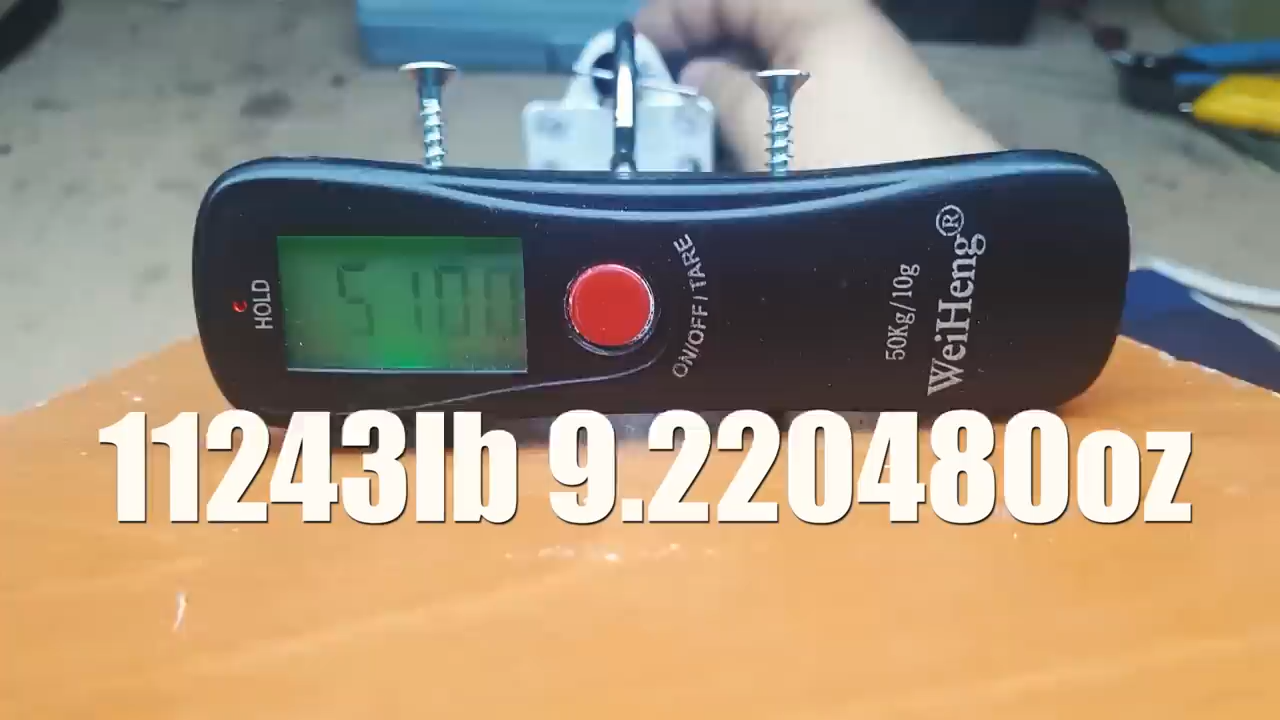 HOLD
5100
ON/OFF/TARE
50Kg/10g
WeiHeng®
11243lb 9.220480oz